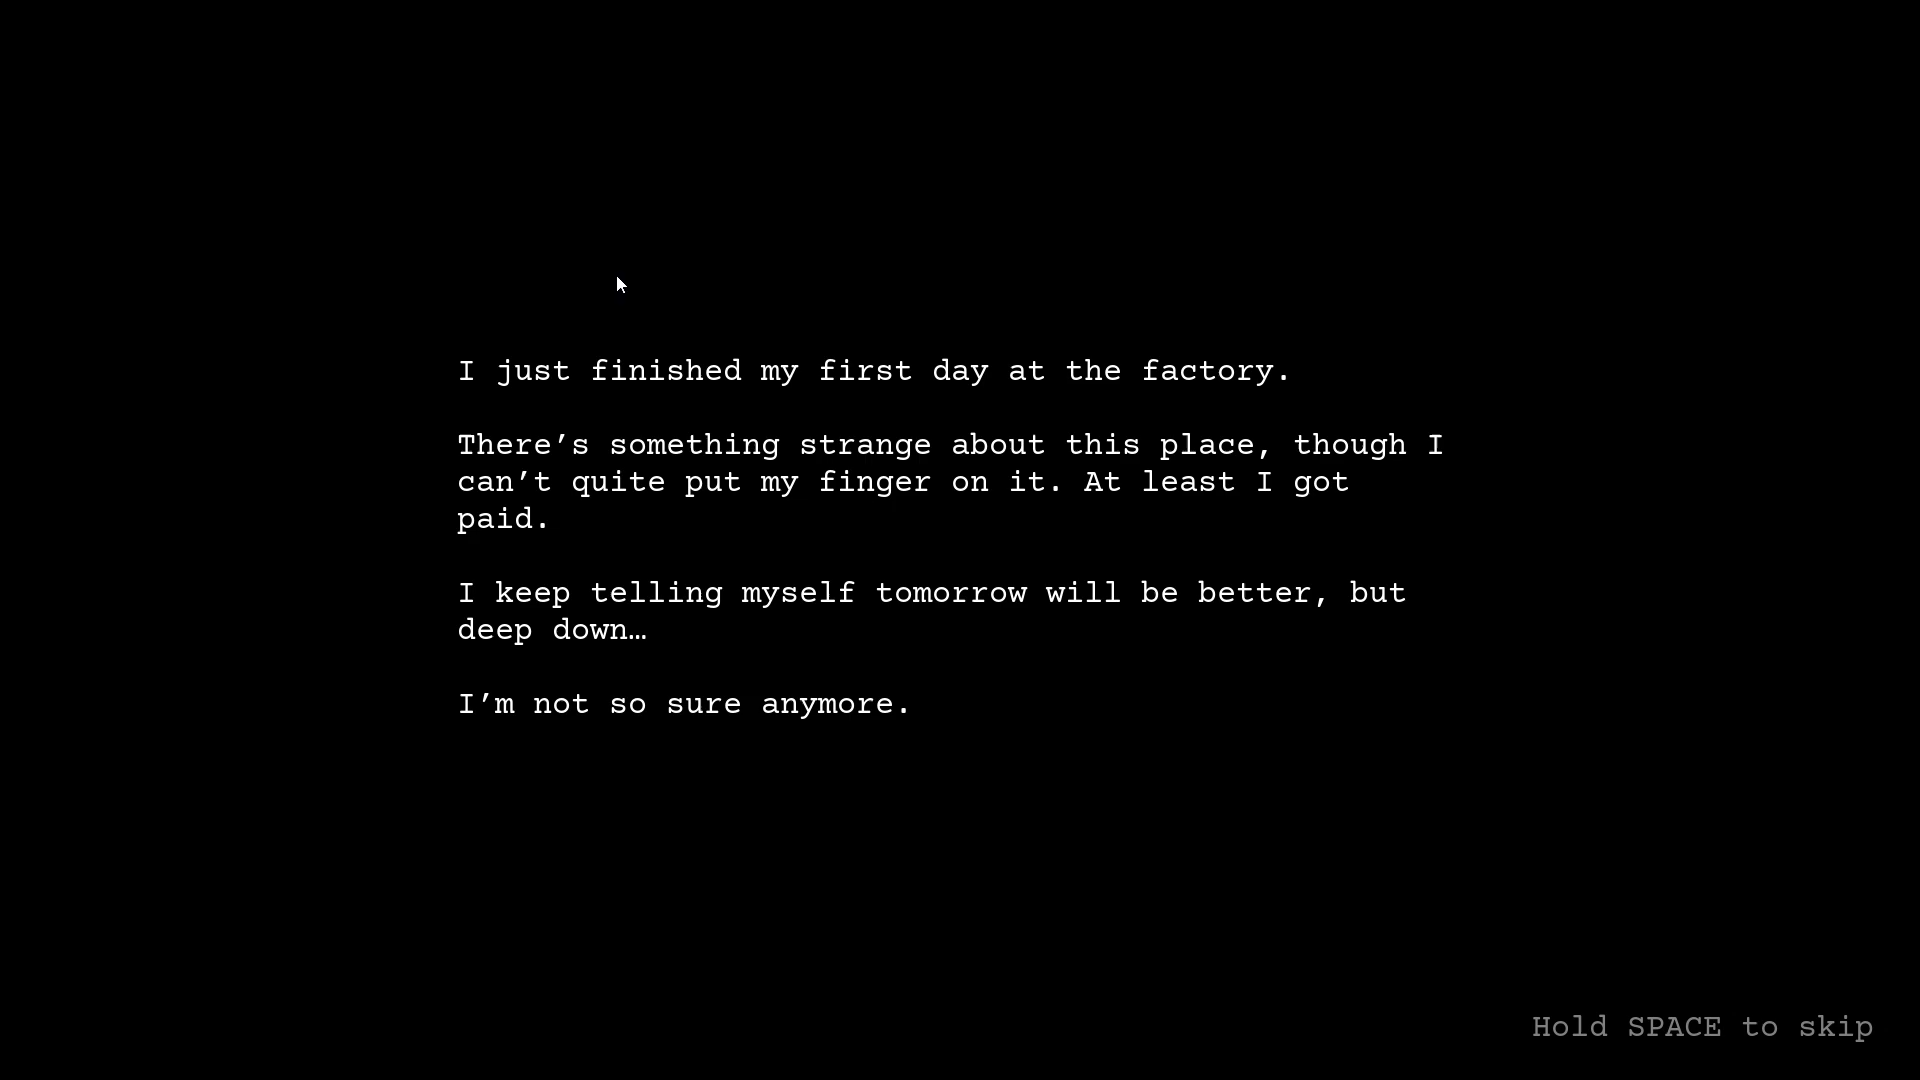 I just finished my first day at the factory.
There’s something strange about this place, though I
can’t quite put my finger on it. At least I got
paid.
I keep telling myself tomorrow will be better, but
deep down…
I’m not so sure anymore.
Hold SPACE to skip